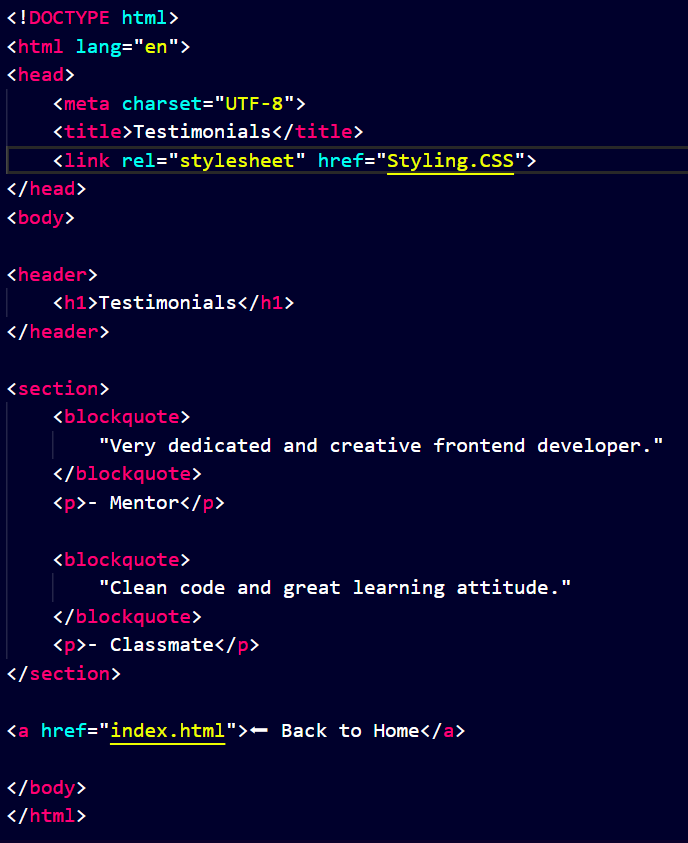 <!DOCTYPE html>
<html lang="en">
<head>
    <meta charset="UTF-8">
    <title>Testimonials</title>
    <link rel="stylesheet" href="Styling.CSS">
</head>
<body>

<header>
    <h1>Testimonials</h1>
</header>

<section>
    <blockquote>
        "Very dedicated and creative frontend developer."
    </blockquote>
    <p>- Mentor</p>

    <blockquote>
        "Clean code and great learning attitude."
    </blockquote>
    <p>- Classmate</p>
</section>

<a href="index.html">⬅ Back to Home</a>

</body>
</html>